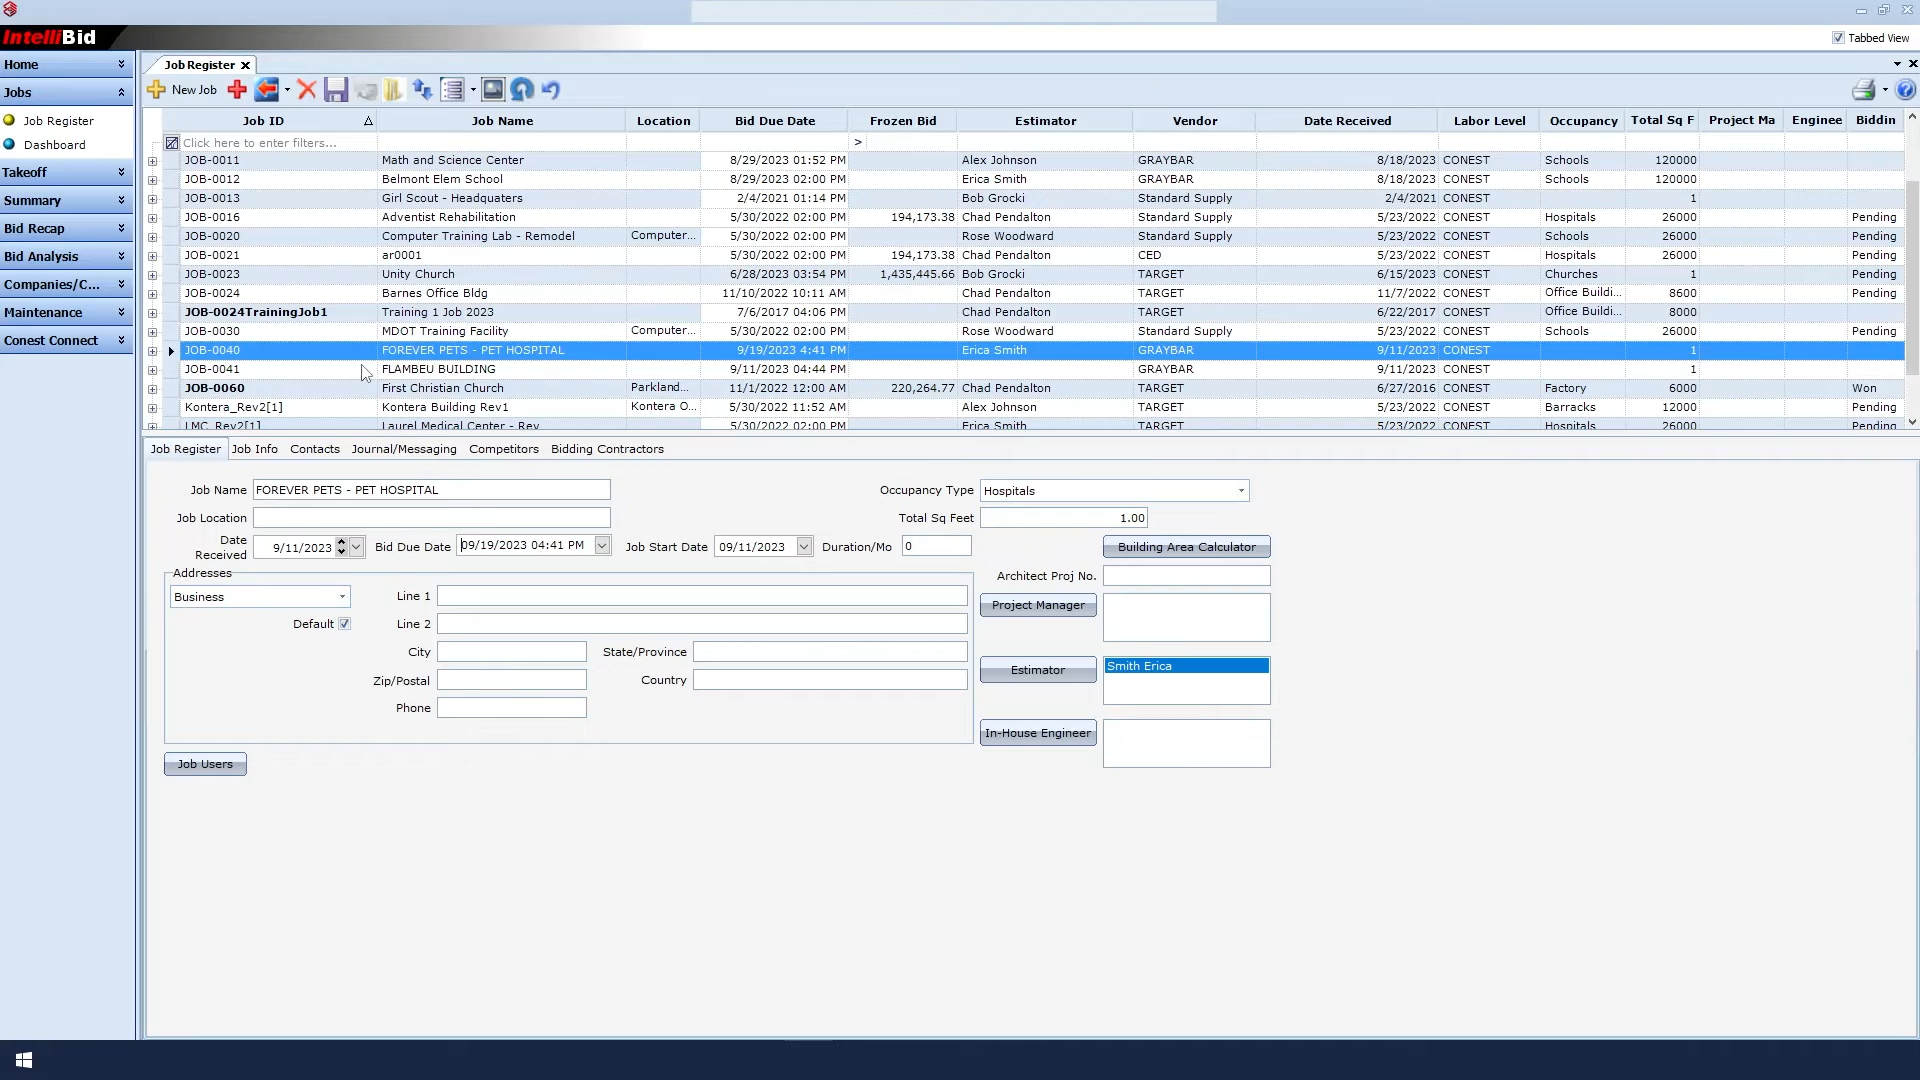 IntelliBid
Tabbed View
Home
Jobs
Job Register
Dashboard
Takeoff
Summary
Bid Recap
Bid Analysis
Companies/C...
Maintenance
Conest Connect
Job Register
New Job
Job ID Job Name Location Bid Due Date Frozen Bid Estimator Vendor Date Received Labor Level Occupancy Total Sq F Project Ma Enginee Biddin
Click here to enter filters... >
JOB-0011 Math and Science Center 8/29/2023 01:52 PM Alex Johnson GRAYBAR 8/18/2023 CONEST Schools 120000
JOB-0012 Belmont Elem School 8/29/2023 02:00 PM Erica Smith GRAYBAR 8/18/2023 CONEST Schools 120000
JOB-0013 Girl Scout - Headquaters 2/4/2021 01:14 PM Bob Grocki Standard Supply 2/4/2021 CONEST 1
JOB-0016 Adventist Rehabilitation 5/30/2022 02:00 PM 194,173.38 Chad Pendalton Standard Supply 5/23/2022 CONEST Hospitals 26000 Pending
JOB-0020 Computer Training Lab - Remodel Computer... 5/30/2022 02:00 PM Rose Woodward Standard Supply 5/23/2022 CONEST Schools 26000 Pending
JOB-0021 ar0001 5/30/2022 02:00 PM 194,173.38 Chad Pendalton CED 5/23/2022 CONEST Hospitals 26000 Pending
JOB-0023 Unity Church 6/28/2023 03:54 PM 1,435,445.66 Bob Grocki TARGET 6/15/2023 CONEST Churches 1 Pending
JOB-0024 Barnes Office Bldg 11/10/2022 10:11 AM Chad Pendalton TARGET 11/7/2022 CONEST Office Buildi... 8600 Pending
JOB-0024TrainingJob1 Training 1 Job 2023 7/6/2017 04:06 PM Chad Pendalton TARGET 6/22/2017 CONEST Office Buildi... 8000
JOB-0030 MDOT Training Facility Computer... 5/30/2022 02:00 PM Rose Woodward Standard Supply 5/23/2022 CONEST Schools 26000 Pending
JOB-0040 FOREVER PETS - PET HOSPITAL 9/19/2023 4:41 PM Erica Smith GRAYBAR 9/11/2023 CONEST 1
JOB-0041 FLAMBEU BUILDING 9/11/2023 04:44 PM GRAYBAR 9/11/2023 CONEST 1
JOB-0060 First Christian Church Parkland... 11/1/2022 12:00 AM 220,264.77 Chad Pendalton TARGET 6/27/2016 CONEST Factory 6000 Won
Kontera_Rev2[1] Kontera Building Rev1 Kontera O... 5/30/2022 11:52 AM Alex Johnson TARGET 5/23/2022 CONEST Barracks 12000 Pending
LMC_Rev2[1] Laurel Medical Center - Rev 5/30/2022 02:00 PM Erica Smith TARGET 5/23/2022 CONEST Hospitals 26000 Pending
Job Register Job Info Contacts Journal/Messaging Competitors Bidding Contractors
Job Name FOREVER PETS - PET HOSPITAL Occupancy Type Hospitals
Job Location Total Sq Feet 1.00
Date Received 9/11/2023 Bid Due Date 09/19/2023 04:41 PM Job Start Date 09/11/2023 Duration/Mo 0 Building Area Calculator
Addresses
Architect Proj No.
Business Line 1 Project Manager
Default Line 2
City State/Province
Estimator Smith Erica
Zip/Postal Country
Phone
In-House Engineer
Job Users